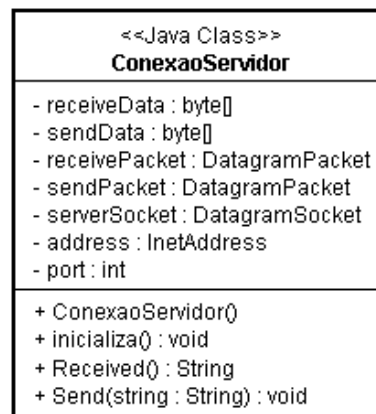 <<Java Class>>
ConexaoServidor
- receiveData : byte[]
- sendData : byte[]
- receivePacket : DatagramPacket
- sendPacket : DatagramPacket
- serverSocket : DatagramSocket
- address : InetAddress
- port : int
+ ConexaoServidor()
+ inicializa() : void
+ Received() : String
+ Send(string : String) : void